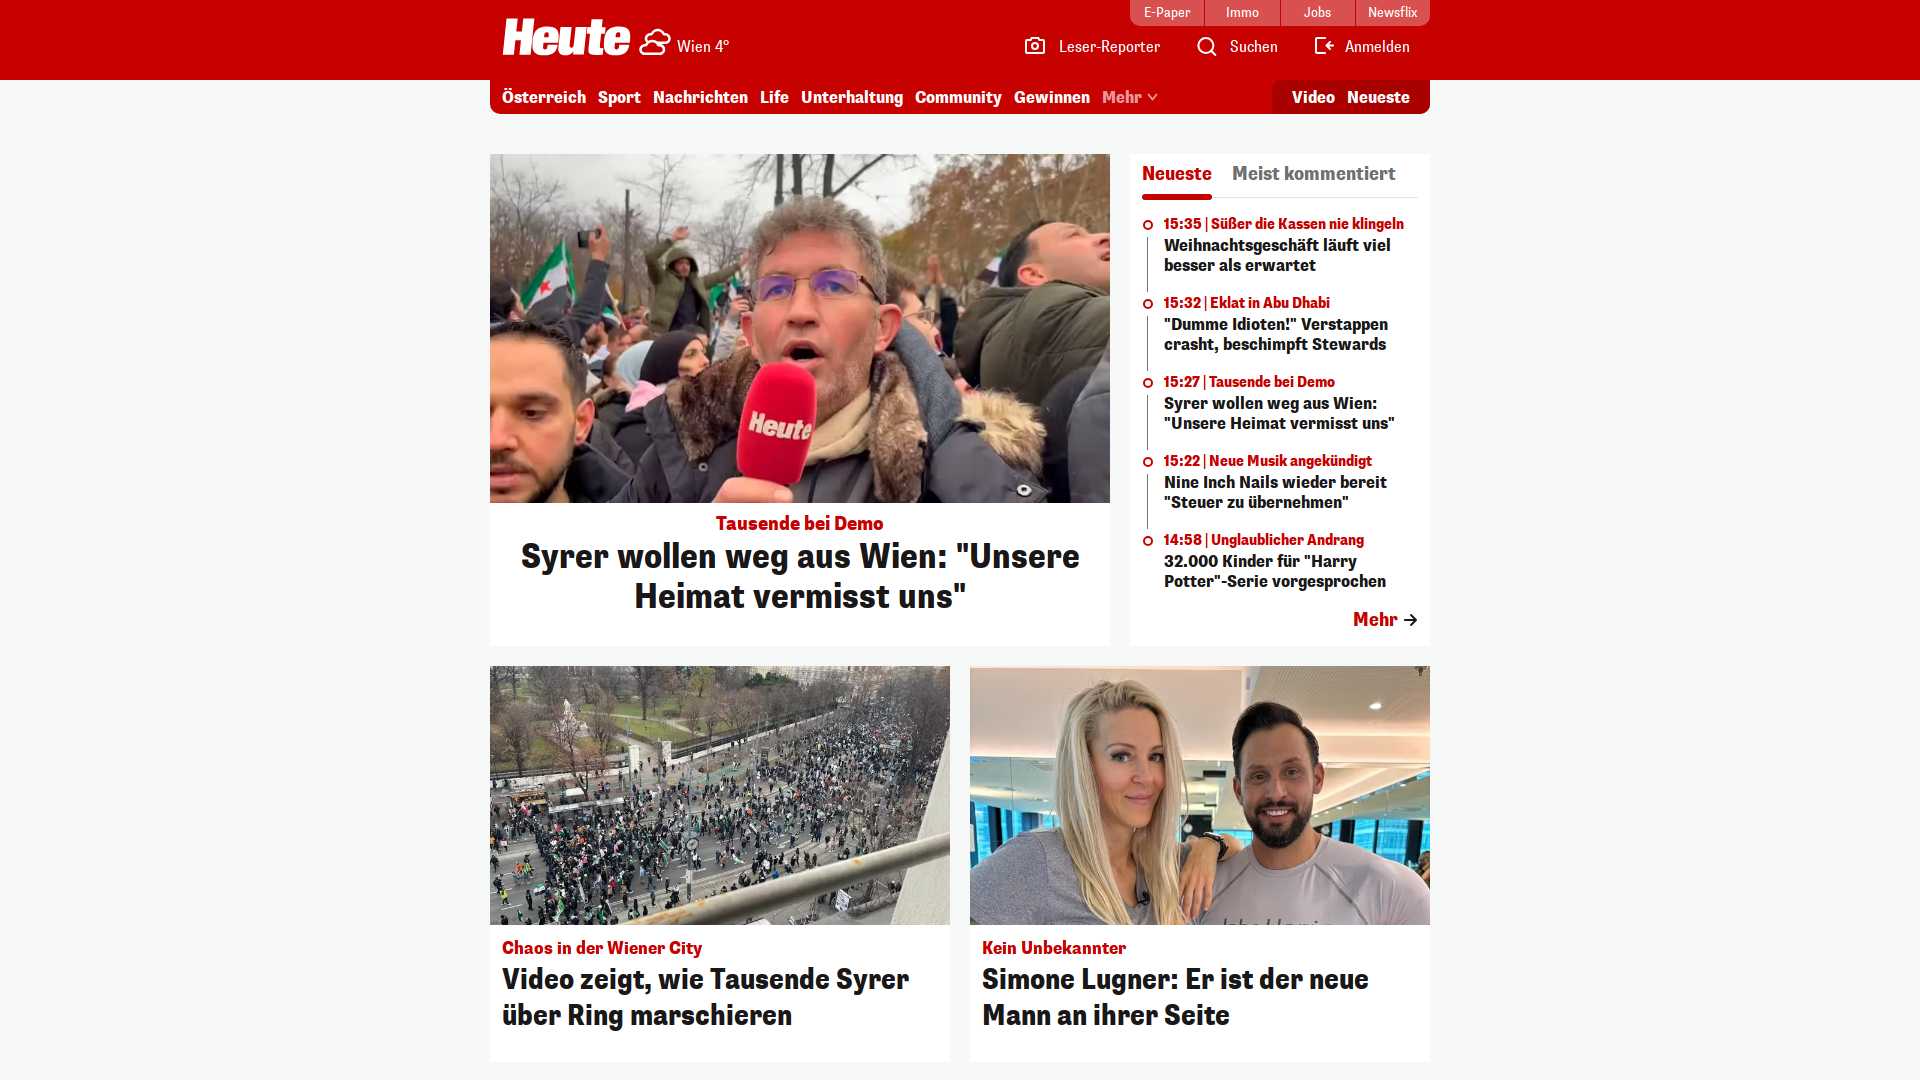 E-Paper
Immo
Jobs
Newsflix
Heute
Wien 4°
Leser-Reporter
Suchen
Anmelden
Österreich
Sport
Nachrichten
Life
Unterhaltung
Community
Gewinnen
Mehr
Video
Neueste
Heute
Tausende bei Demo
Syrer wollen weg aus Wien: "Unsere
Heimat vermisst uns"
Neueste
Meist kommentiert
15:35 | Süßer die Kassen nie klingeln
Weihnachtsgeschäft läuft viel
besser als erwartet
15:32 | Eklat in Abu Dhabi
"Dumme Idioten!" Verstappen
crasht, beschimpft Stewards
15:27 | Tausende bei Demo
Syrer wollen weg aus Wien:
"Unsere Heimat vermisst uns"
15:22 | Neue Musik angekündigt
Nine Inch Nails wieder bereit
"Steuer zu übernehmen"
14:58 | Unglaublicher Andrang
32.000 Kinder für "Harry
Potter"-Serie vorgesprochen
Mehr
Chaos in der Wiener City
Video zeigt, wie Tausende Syrer
über Ring marschieren
Kein Unbekannter
Simone Lugner: Er ist der neue
Mann an ihrer Seite